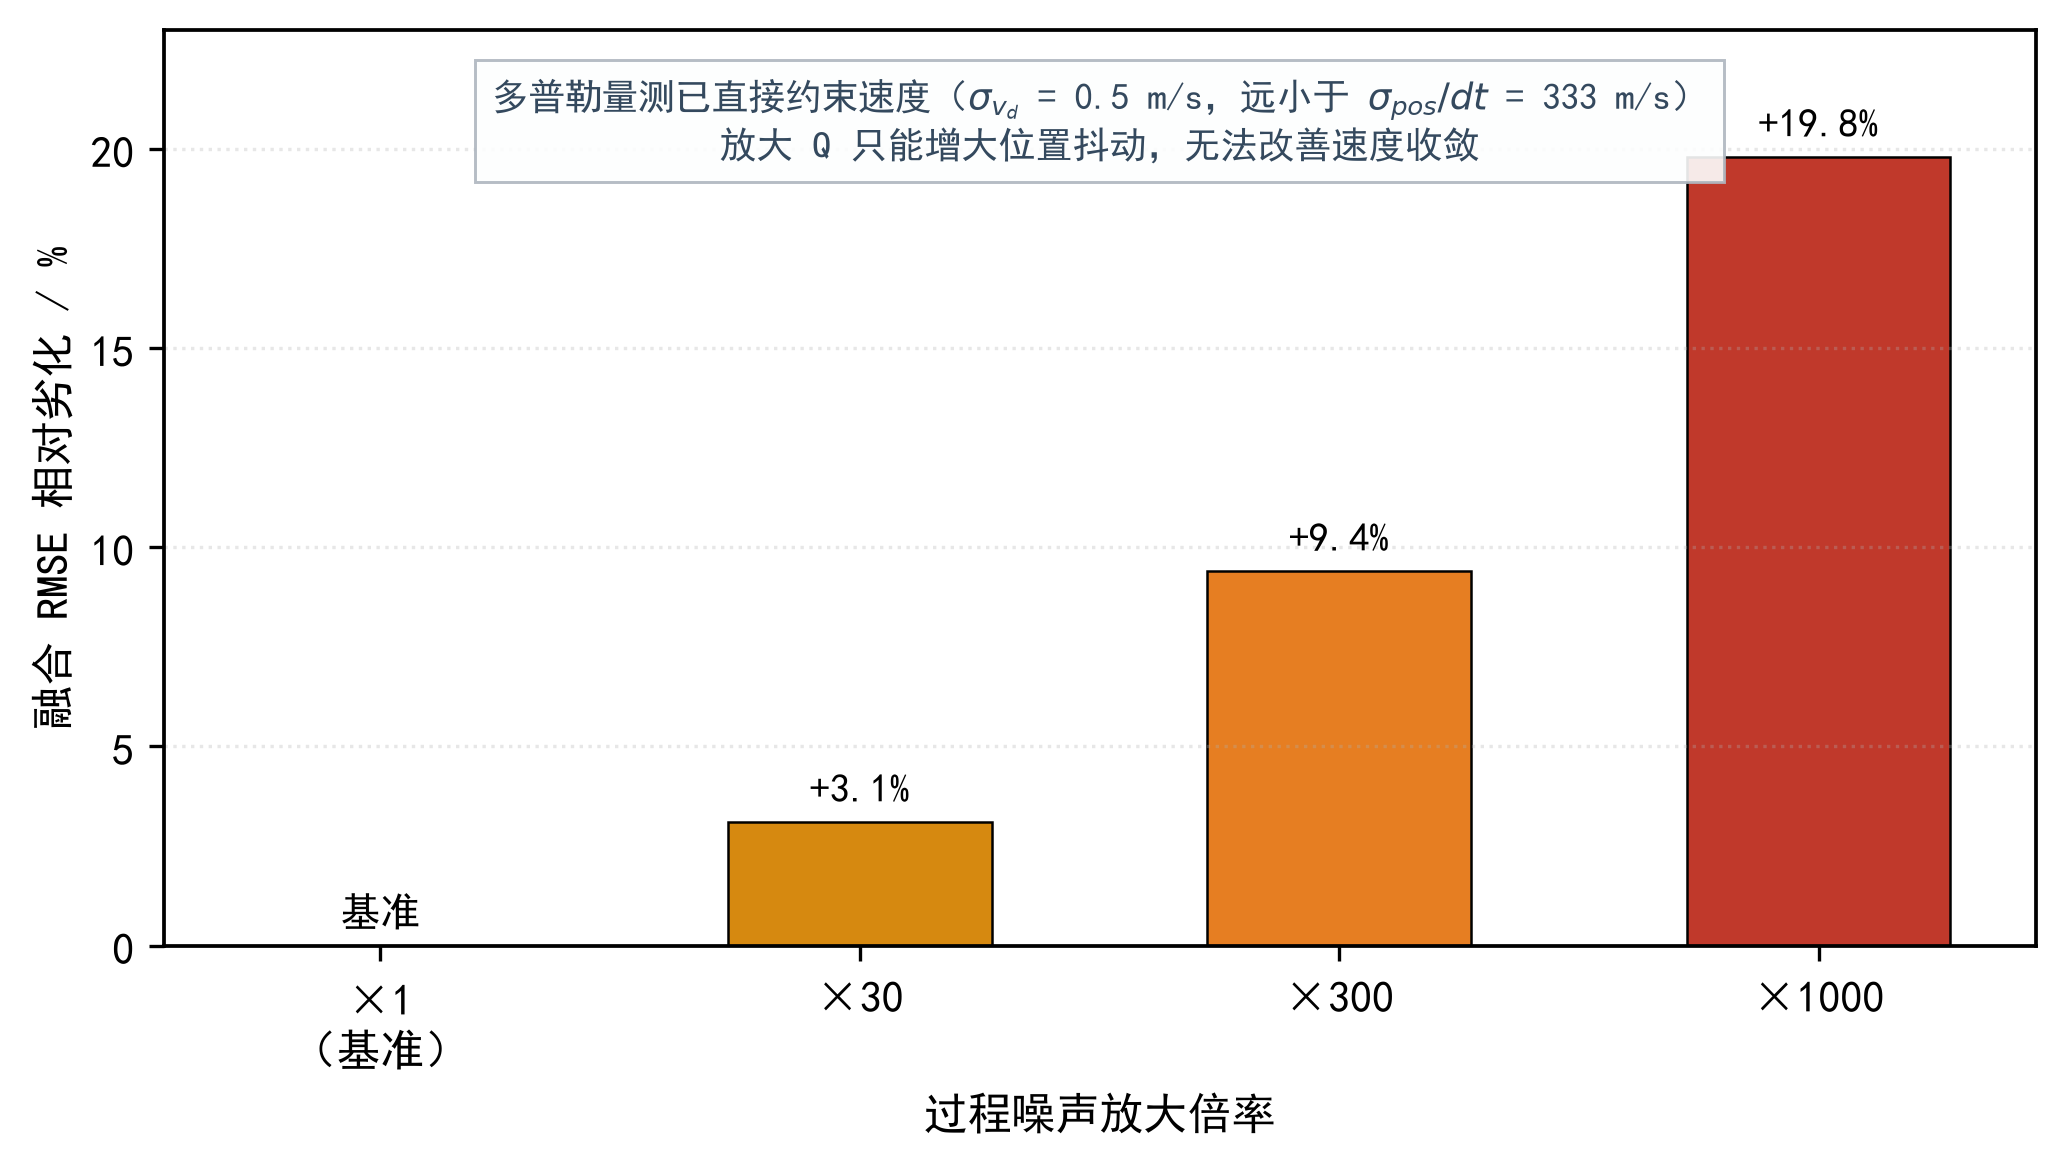 多普勒量测已直接约束速度（σ_{v_d} = 0.5 m/s，远小于 σ_{pos}/dt = 333 m/s）
放大 Q 只能增大位置抖动，无法改善速度收敛
+19.8%
+9.4%
+3.1%
基准
20
15
10
5
0
融合 RMSE 相对劣化 / %
×1
（基准）
×30
×300
×1000
过程噪声放大倍率